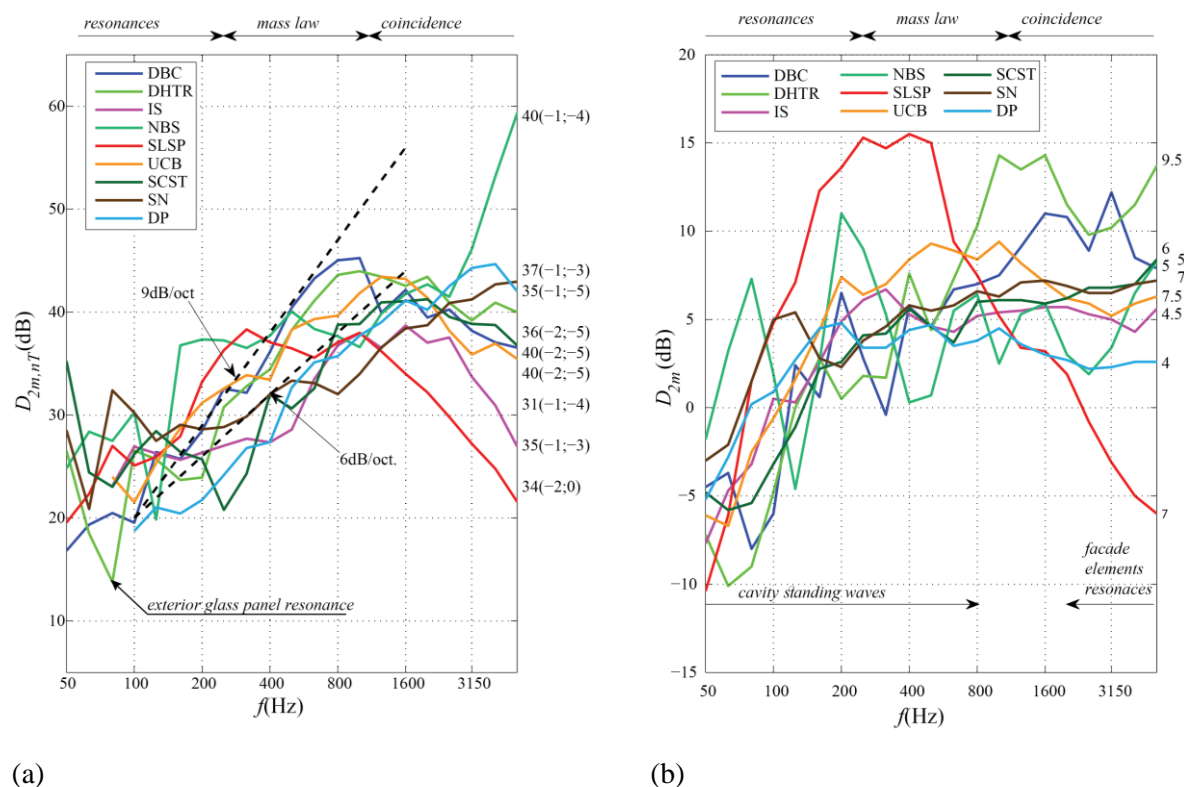 resonances mass law coincidence
60
50
40
30
20
10
D2m,nT(dB)
DBC
DHTR
IS
NBS
SLSP
UCB
SCST
SN
DP
9dB/oct.
6dB/oct.
exterior glass panel resonance
40(−1;−4)
37(−1;−3)
35(−1;−5)
36(−2;−5)
40(−2;−5)
40(−2;−5)
31(−1;−4)
35(−1;−3)
34(−2;0)
50 100 200 400 800 1600 3150
f(Hz)
(a)
resonances mass law coincidence
20
15
10
5
0
−5
−10
−15
D2m(dB)
DBC NBS SCST
DHTR SLSP SN
IS UCB DP
9.5
6
5 5
7
7.5
4.5
4
7
cavity standing waves
facade
elements
resonaces
50 100 200 400 800 1600 3150
f(Hz)
(b)